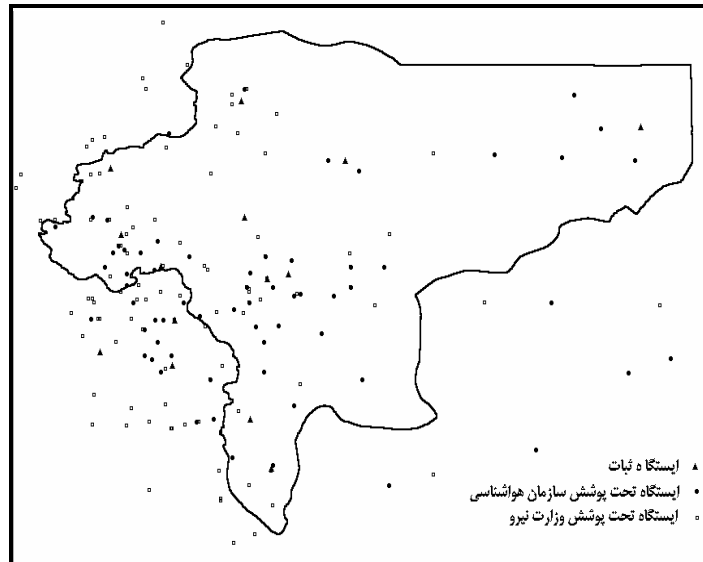 ایستگا ه ثبات
ایستگاه تحت پوشش سازمان هواشناسی
ایستگاه تحت پوشش وزارت نیرو